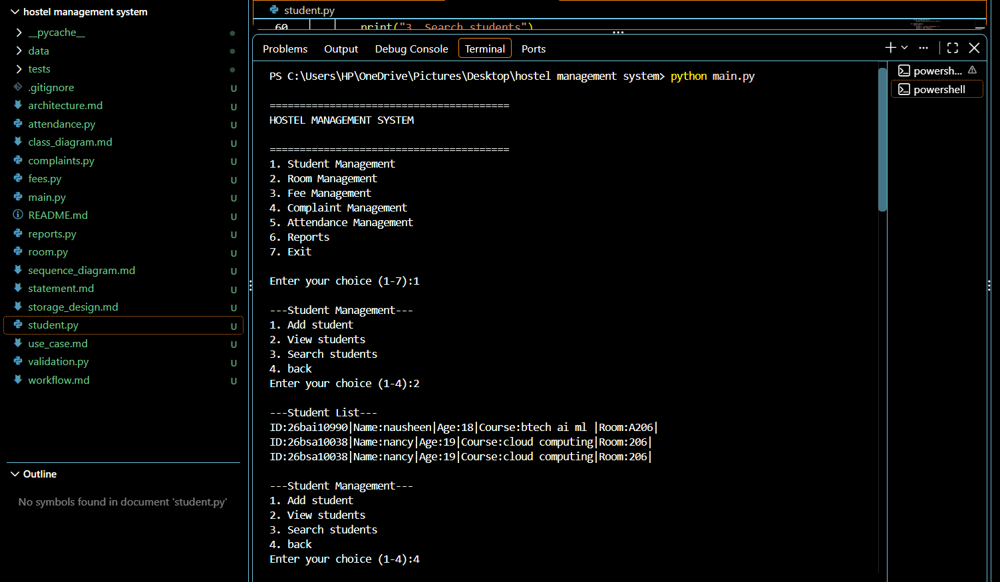 hostel management system
__pycache__
data
tests
.gitignore U
architecture.md U
attendance.py U
class_diagram.md U
complaints.py U
fees.py U
main.py U
README.md U
reports.py U
room.py U
sequence_diagram.md U
statement.md U
storage_design.md U
student.py U
use_case.md U
validation.py U
workflow.md U
Outline
No symbols found in document 'student.py'
student.py
60 print("3. Search students")
Problems Output Debug Console Terminal Ports
powersh...
powershell
PS C:\Users\HP\OneDrive\Pictures\Desktop\hostel management system> python main.py
========================================
HOSTEL MANAGEMENT SYSTEM
========================================
1. Student Management
2. Room Management
3. Fee Management
4. Complaint Management
5. Attendance Management
6. Reports
7. Exit
Enter your choice (1-7):1
---Student Management---
1. Add student
2. View students
3. Search students
4. back
Enter your choice (1-4):2
---Student List---
ID:26bai10990|Name:nausheen|Age:18|Course:btech ai ml |Room:A206|
ID:26bsa10038|Name:nancy|Age:19|Course:cloud computing|Room:206|
ID:26bsa10038|Name:nancy|Age:19|Course:cloud computing|Room:206|
---Student Management---
1. Add student
2. View students
3. Search students
4. back
Enter your choice (1-4):4